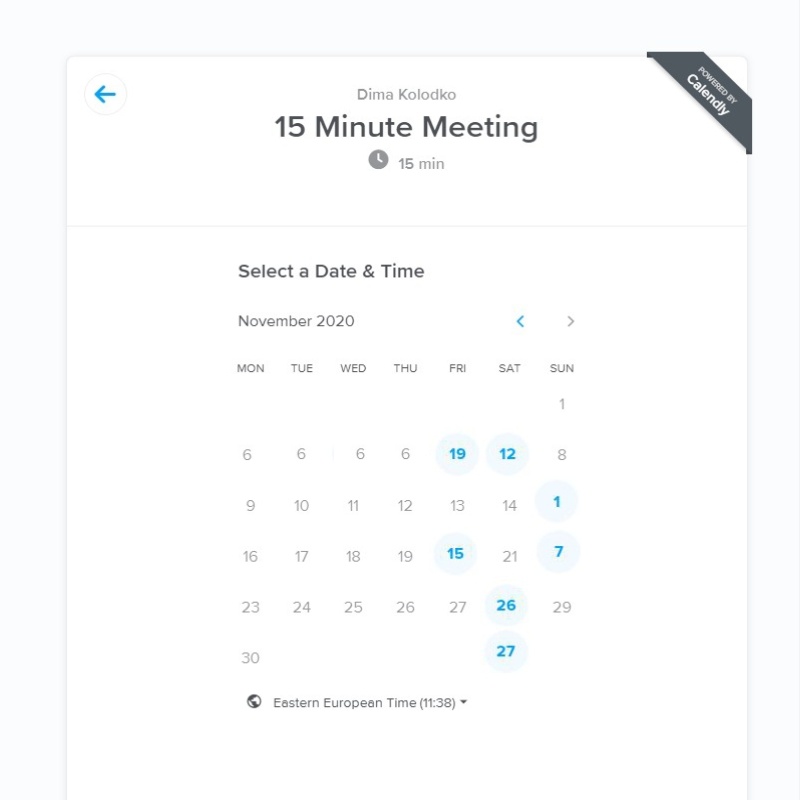 POWERED BY
Calendly
Dima Kolodko
15 Minute Meeting
15 min
Select a Date & Time
November 2020
MON TUE WED THU FRI SAT SUN
1
6 6 6 6 19 12 8
9 10 11 12 13 14 1
16 17 18 19 15 21 7
23 24 25 26 27 26 29
30 27
Eastern European Time (11:38)